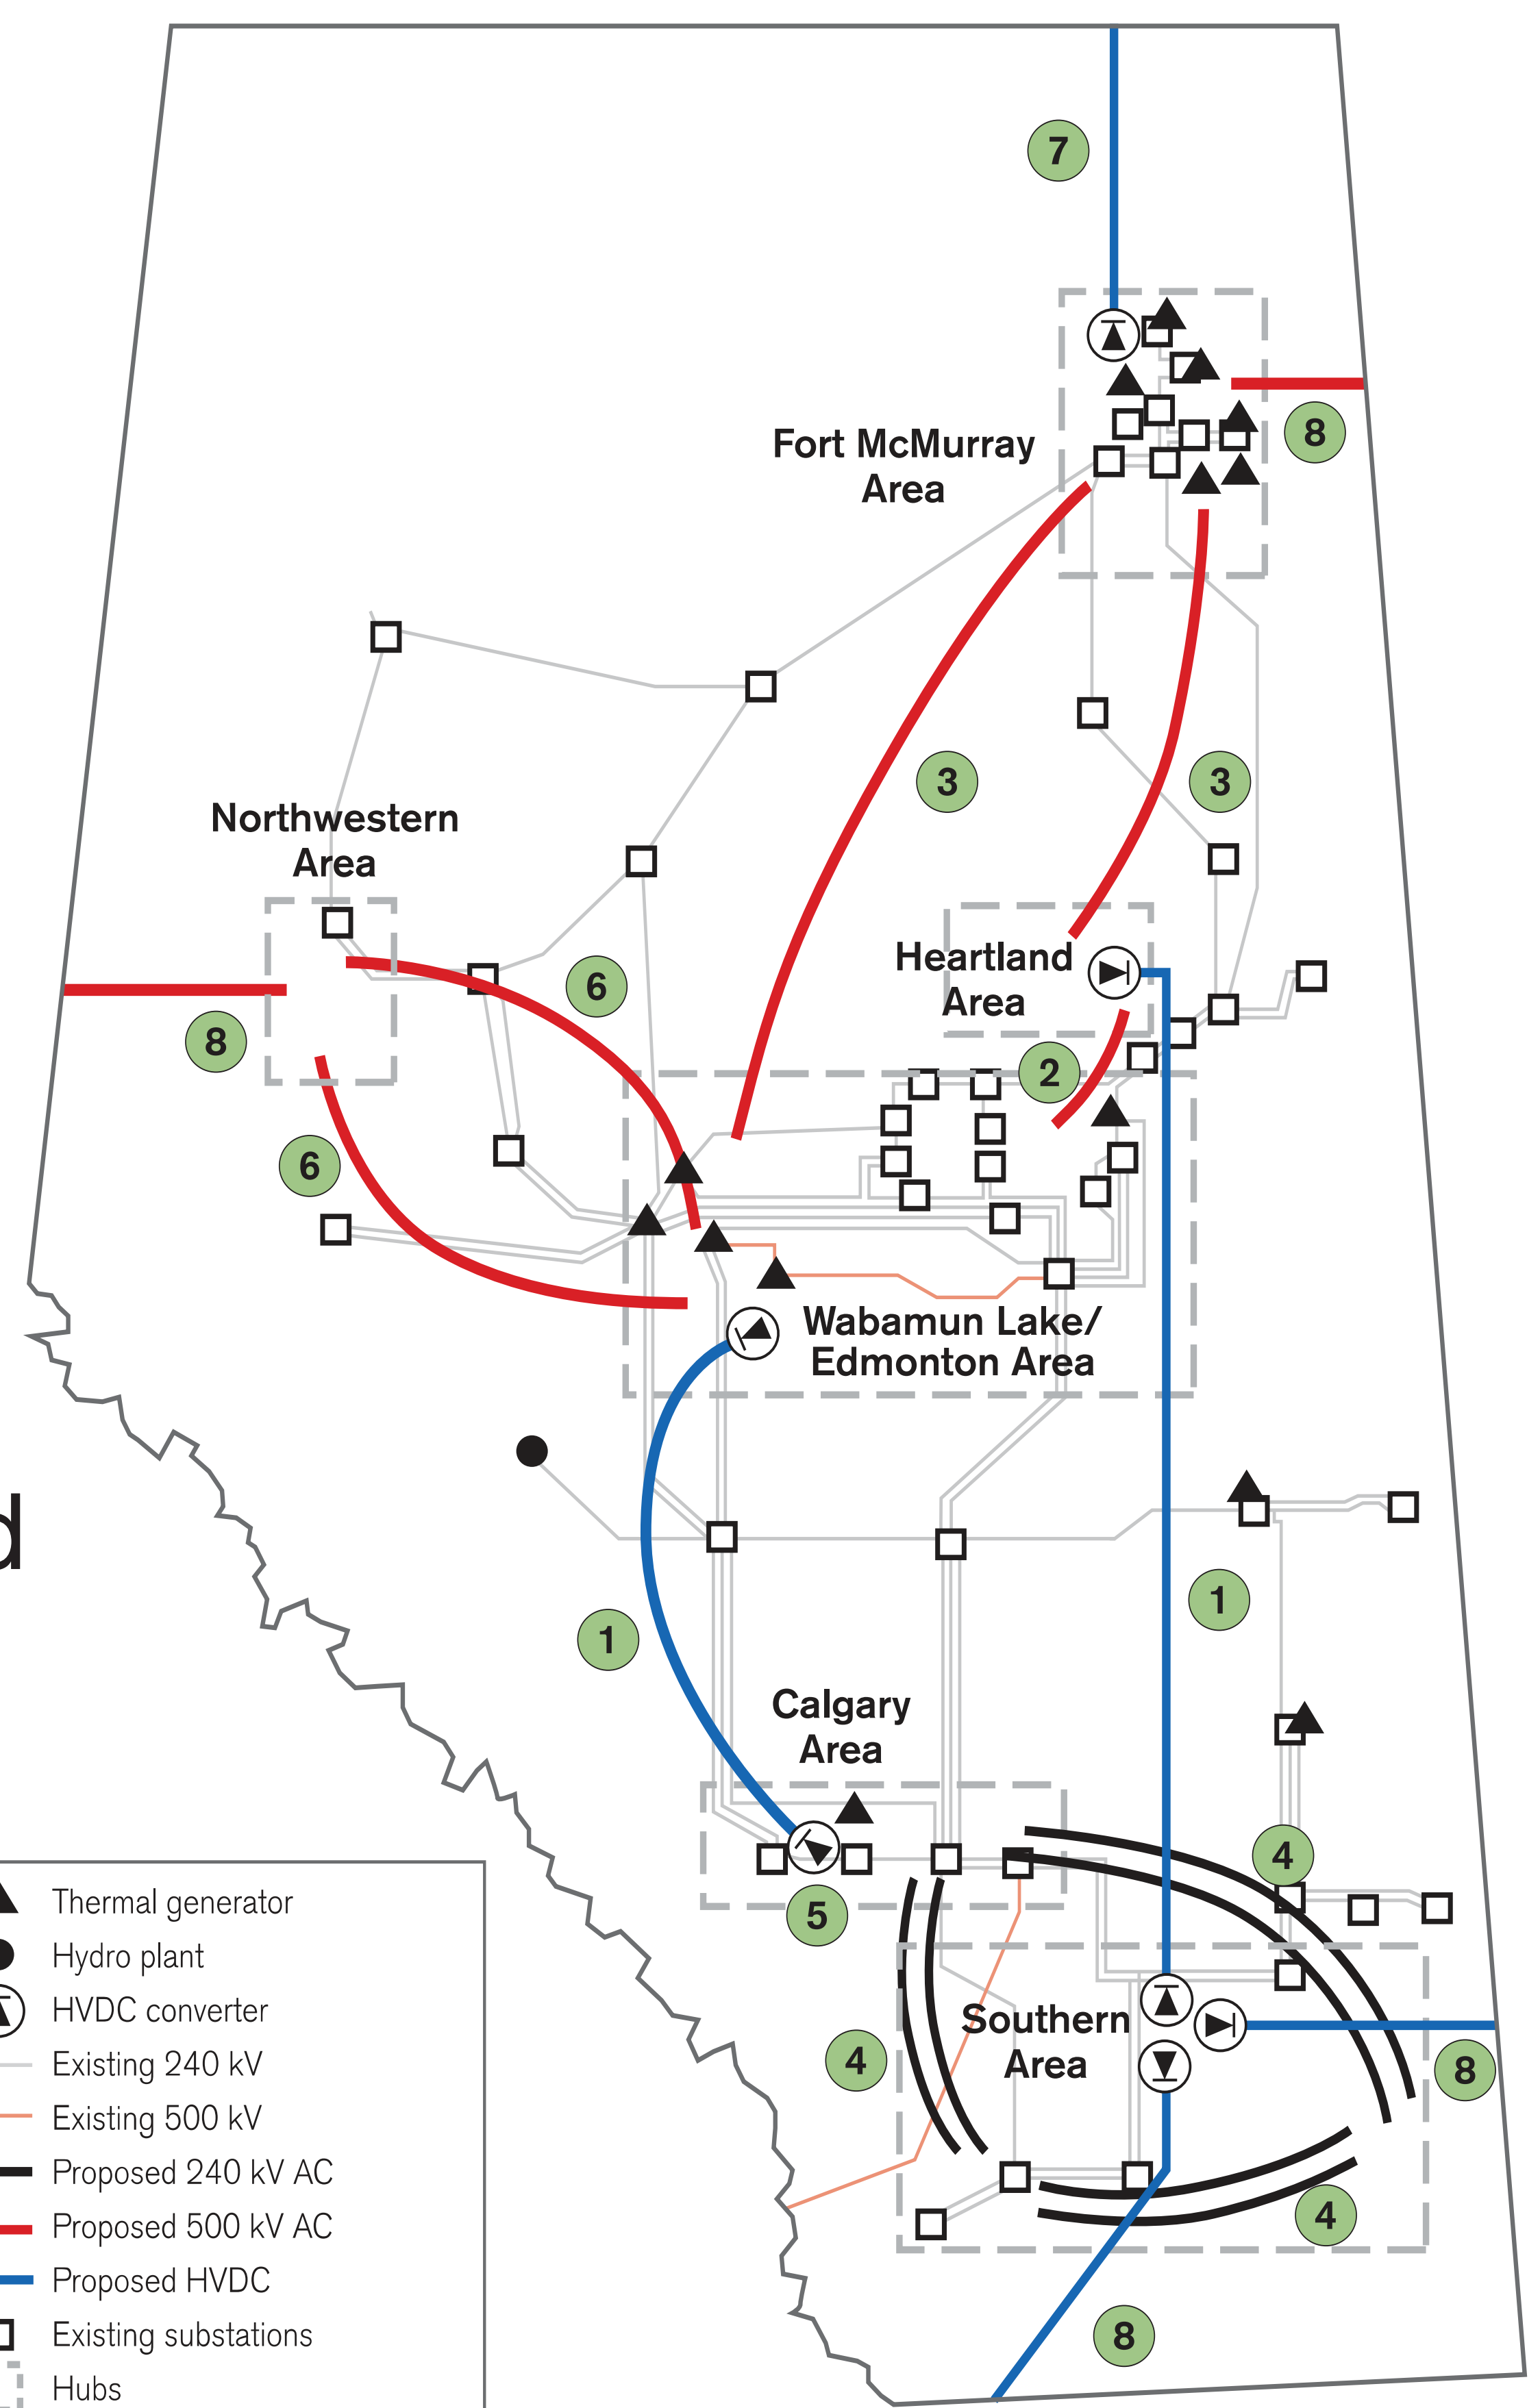 7
8
Fort McMurray
Area
3
3
Northwestern
Area
6
8
Heartland
Area
2
6
Wabamun Lake/
Edmonton Area
d
1
1
Calgary
Area
4
5
Southern
Area
4
8
4
8
Thermal generator
Hydro plant
HVDC converter
Existing 240 kV
Existing 500 kV
Proposed 240 kV AC
Proposed 500 kV AC
Proposed HVDC
Existing substations
Hubs